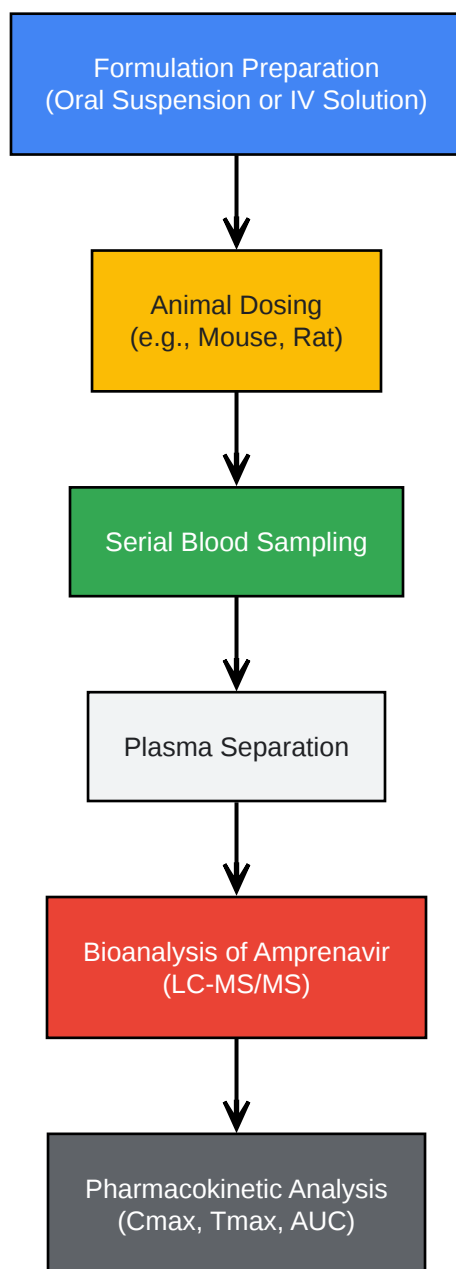 Formulation Preparation
(Oral Suspension or IV Solution)
Animal Dosing
(e.g., Mouse, Rat)
Serial Blood Sampling
Plasma Separation
Bioanalysis of Amprenavir
(LC-MS/MS)
Pharmacokinetic Analysis
(Cmax, Tmax, AUC)